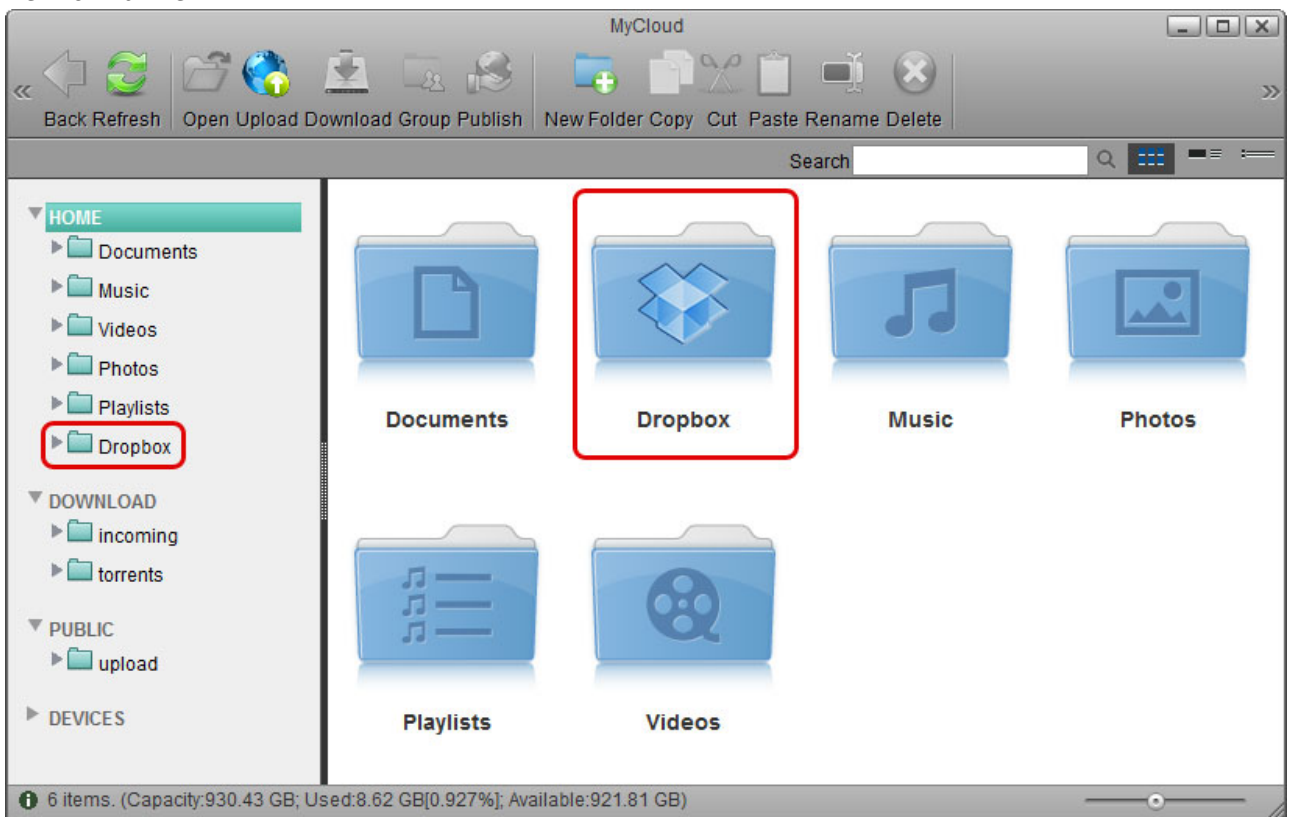 MyCloud
Back Refresh Open Upload Download Group Publish New Folder Copy Cut Paste Rename Delete
Search
HOME
Documents
Music
Videos
Photos
Playlists
Dropbox
DOWNLOAD
incoming
torrents
PUBLIC
upload
DEVICES
Documents Dropbox Music Photos
Playlists Videos
6 items. (Capacity:930.43 GB; Used:8.62 GB[0.927%]; Available:921.81 GB)